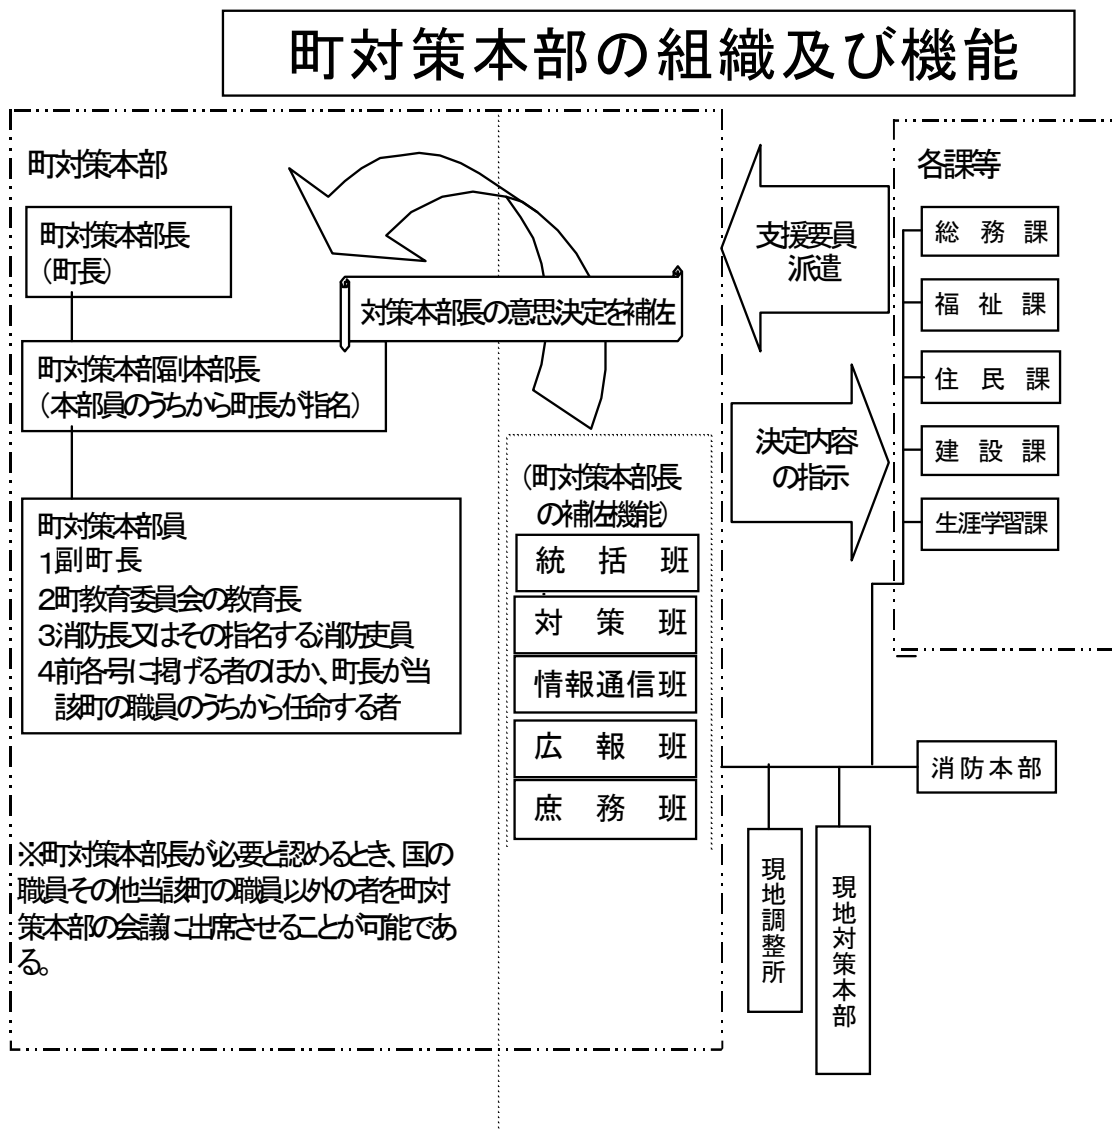 町対策本部の組織及び機能
町対策本部
町対策本部長
（町長）
町対策本部副本部長
（本部員のうちから町長が指名）
町対策本部員
1副町長
2町教育委員会の教育長
3消防長又はその指名する消防吏員
4前各号に掲げる者のほか、町長が当
該町の職員のうちから任命する者
※町対策本部長が必要と認めるとき、国の
職員その他当該町の職員以外の者を町対
策本部の会議に出席させることが可能であ
る。
対策本部長の意思決定を補佐
（町対策本部長
の補佐機能）
統括班
対策班
情報通信班
広報班
庶務班
支援要員
派遣
決定内容
の指示
各課等
総務課
福祉課
住民課
建設課
生涯学習課
消防本部
現地調整所
現地対策本部